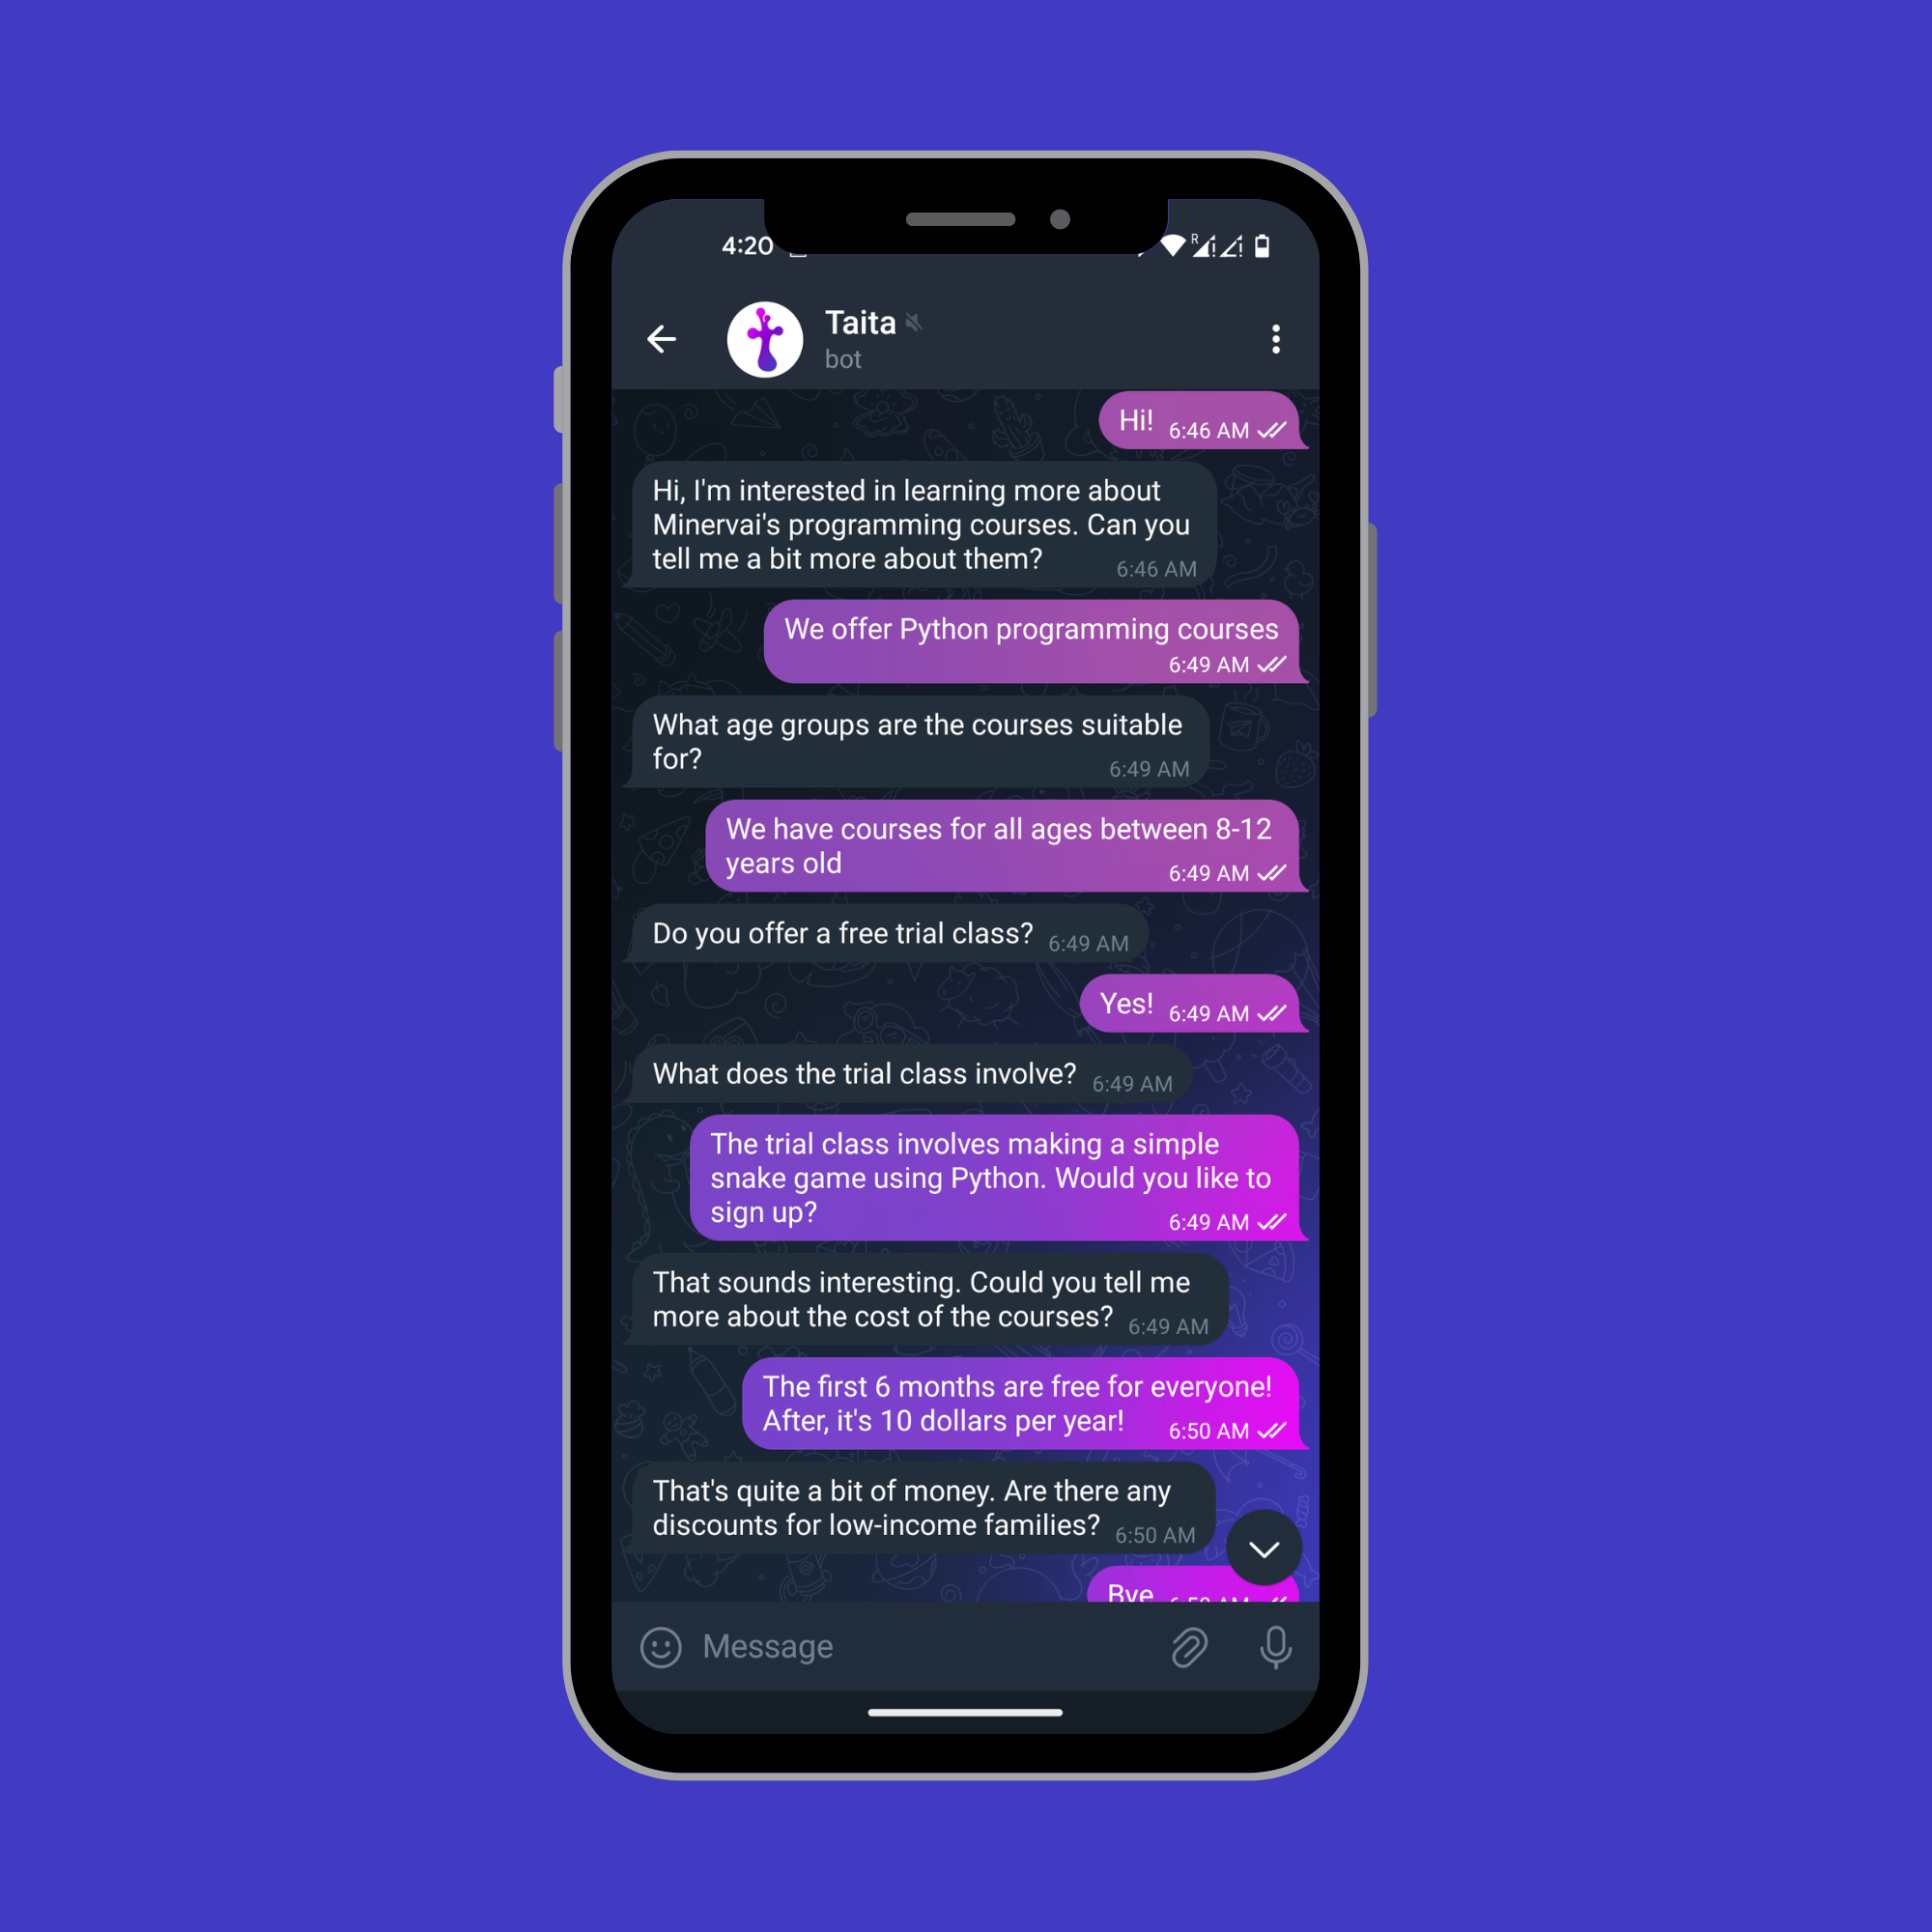 4:20
R
Taita
bot
Hi! 6:46 AM
Hi, I'm interested in learning more about
Minervai's programming courses. Can you
tell me a bit more about them?
6:46 AM
We offer Python programming courses
6:49 AM
What age groups are the courses suitable
for?
6:49 AM
We have courses for all ages between 8-12
years old
6:49 AM
Do you offer a free trial class? 6:49 AM
Yes! 6:49 AM
What does the trial class involve? 6:49 AM
The trial class involves making a simple
snake game using Python. Would you like to
sign up?
6:49 AM
That sounds interesting. Could you tell me
more about the cost of the courses? 6:49 AM
The first 6 months are free for everyone!
After, it's 10 dollars per year! 6:50 AM
That's quite a bit of money. Are there any
discounts for low-income families? 6:50 AM
Bye
Message